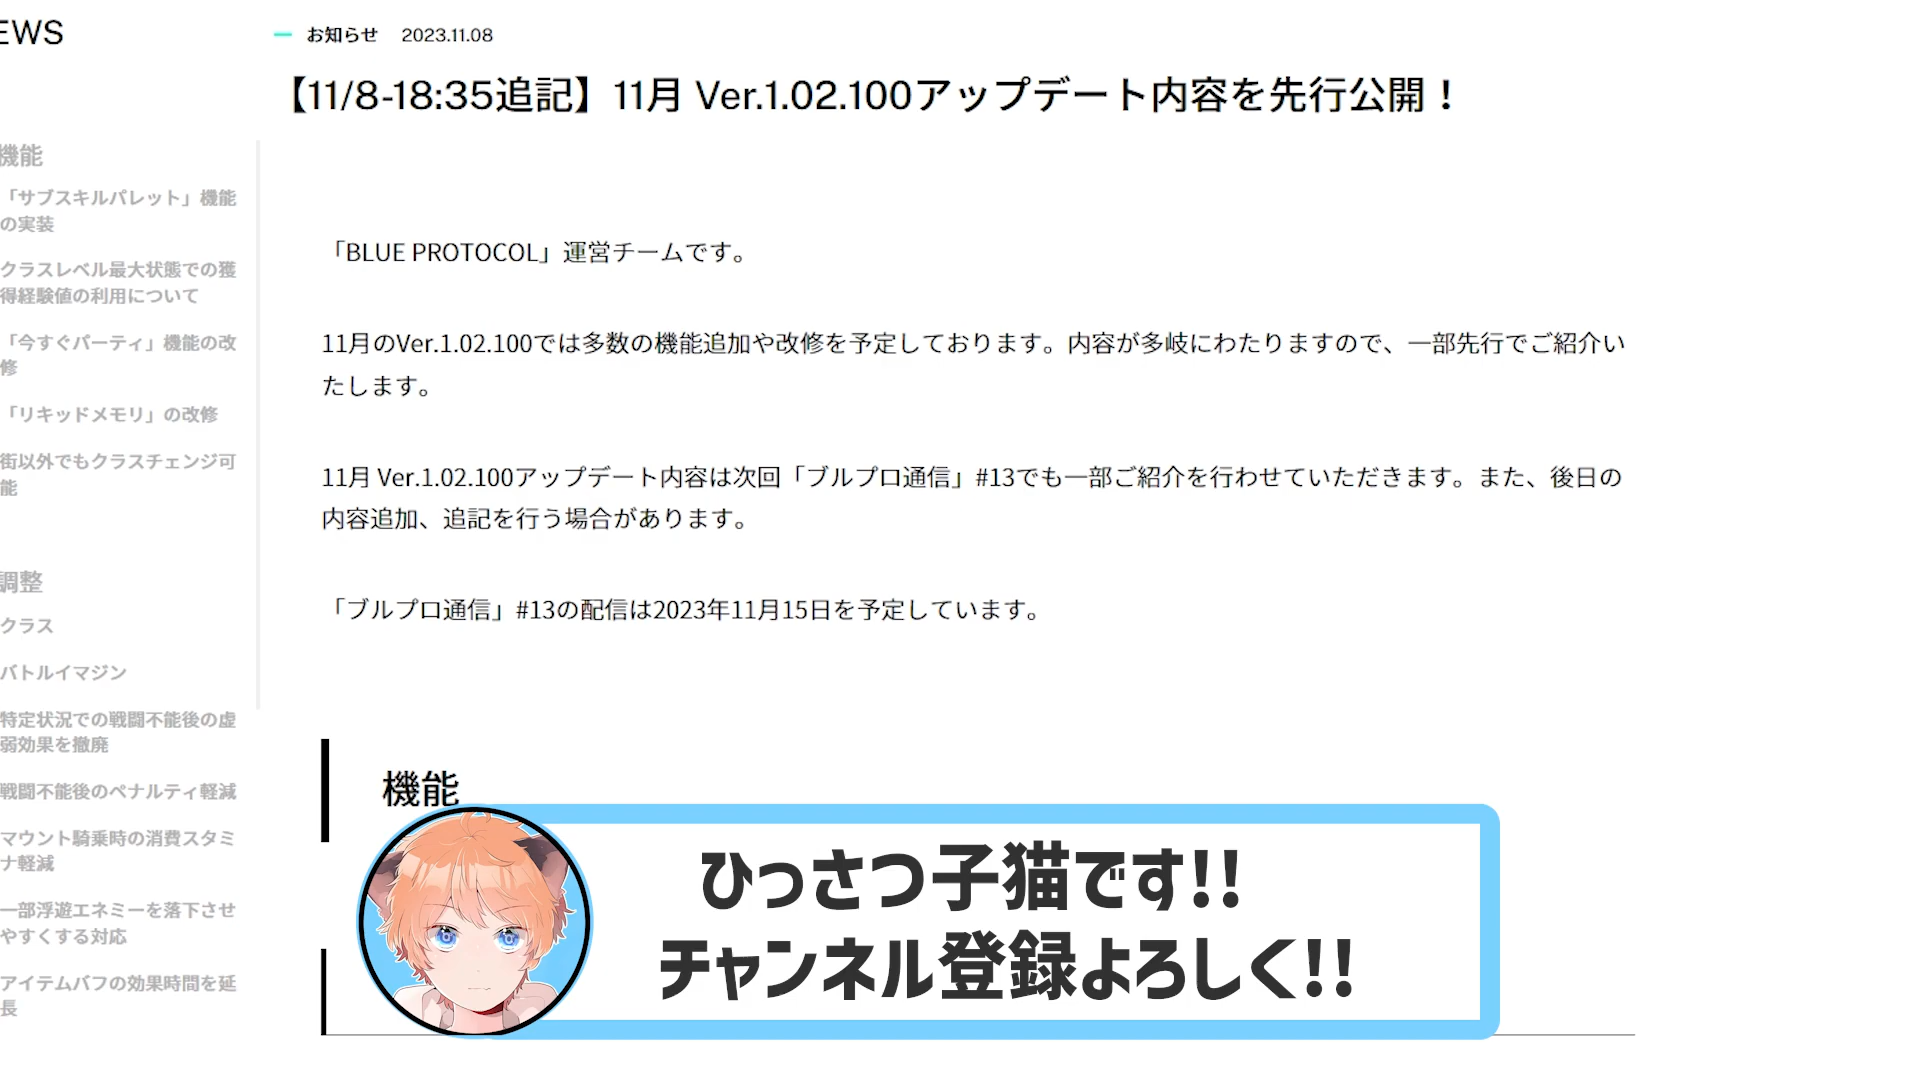 EWS
お知らせ 2023.11.08
【11/8-18:35追記】11月 Ver.1.02.100アップデート内容を先行公開！
機能
「サブスキルパレット」機能
の実装
クラスレベル最大状態での獲
得経験値の利用について
「今すぐパーティ」機能の改
修
「リキッドメモリ」の改修
街以外でもクラスチェンジ可
能
調整
クラス
バトルイマジン
特定状況での戦闘不能後の虚
弱効果を撤廃
戦闘不能後のペナルティ軽減
マウント騎乗時の消費スタミ
ナ軽減
一部浮遊エネミーを落下させ
やすくする対応
アイテムバフの効果時間を延
長
「BLUE PROTOCOL」運営チームです。
11月のVer.1.02.100では多数の機能追加や改修を予定しております。内容が多岐にわたりますので、一部先行でご紹介い
たします。
11月 Ver.1.02.100アップデート内容は次回「ブルプロ通信」#13でも一部ご紹介を行わせていただきます。また、後日の
内容追加、追記を行う場合があります。
「ブルプロ通信」#13の配信は2023年11月15日を予定しています。
機能
ひっさつ子猫です!!
チャンネル登録よろしく!!